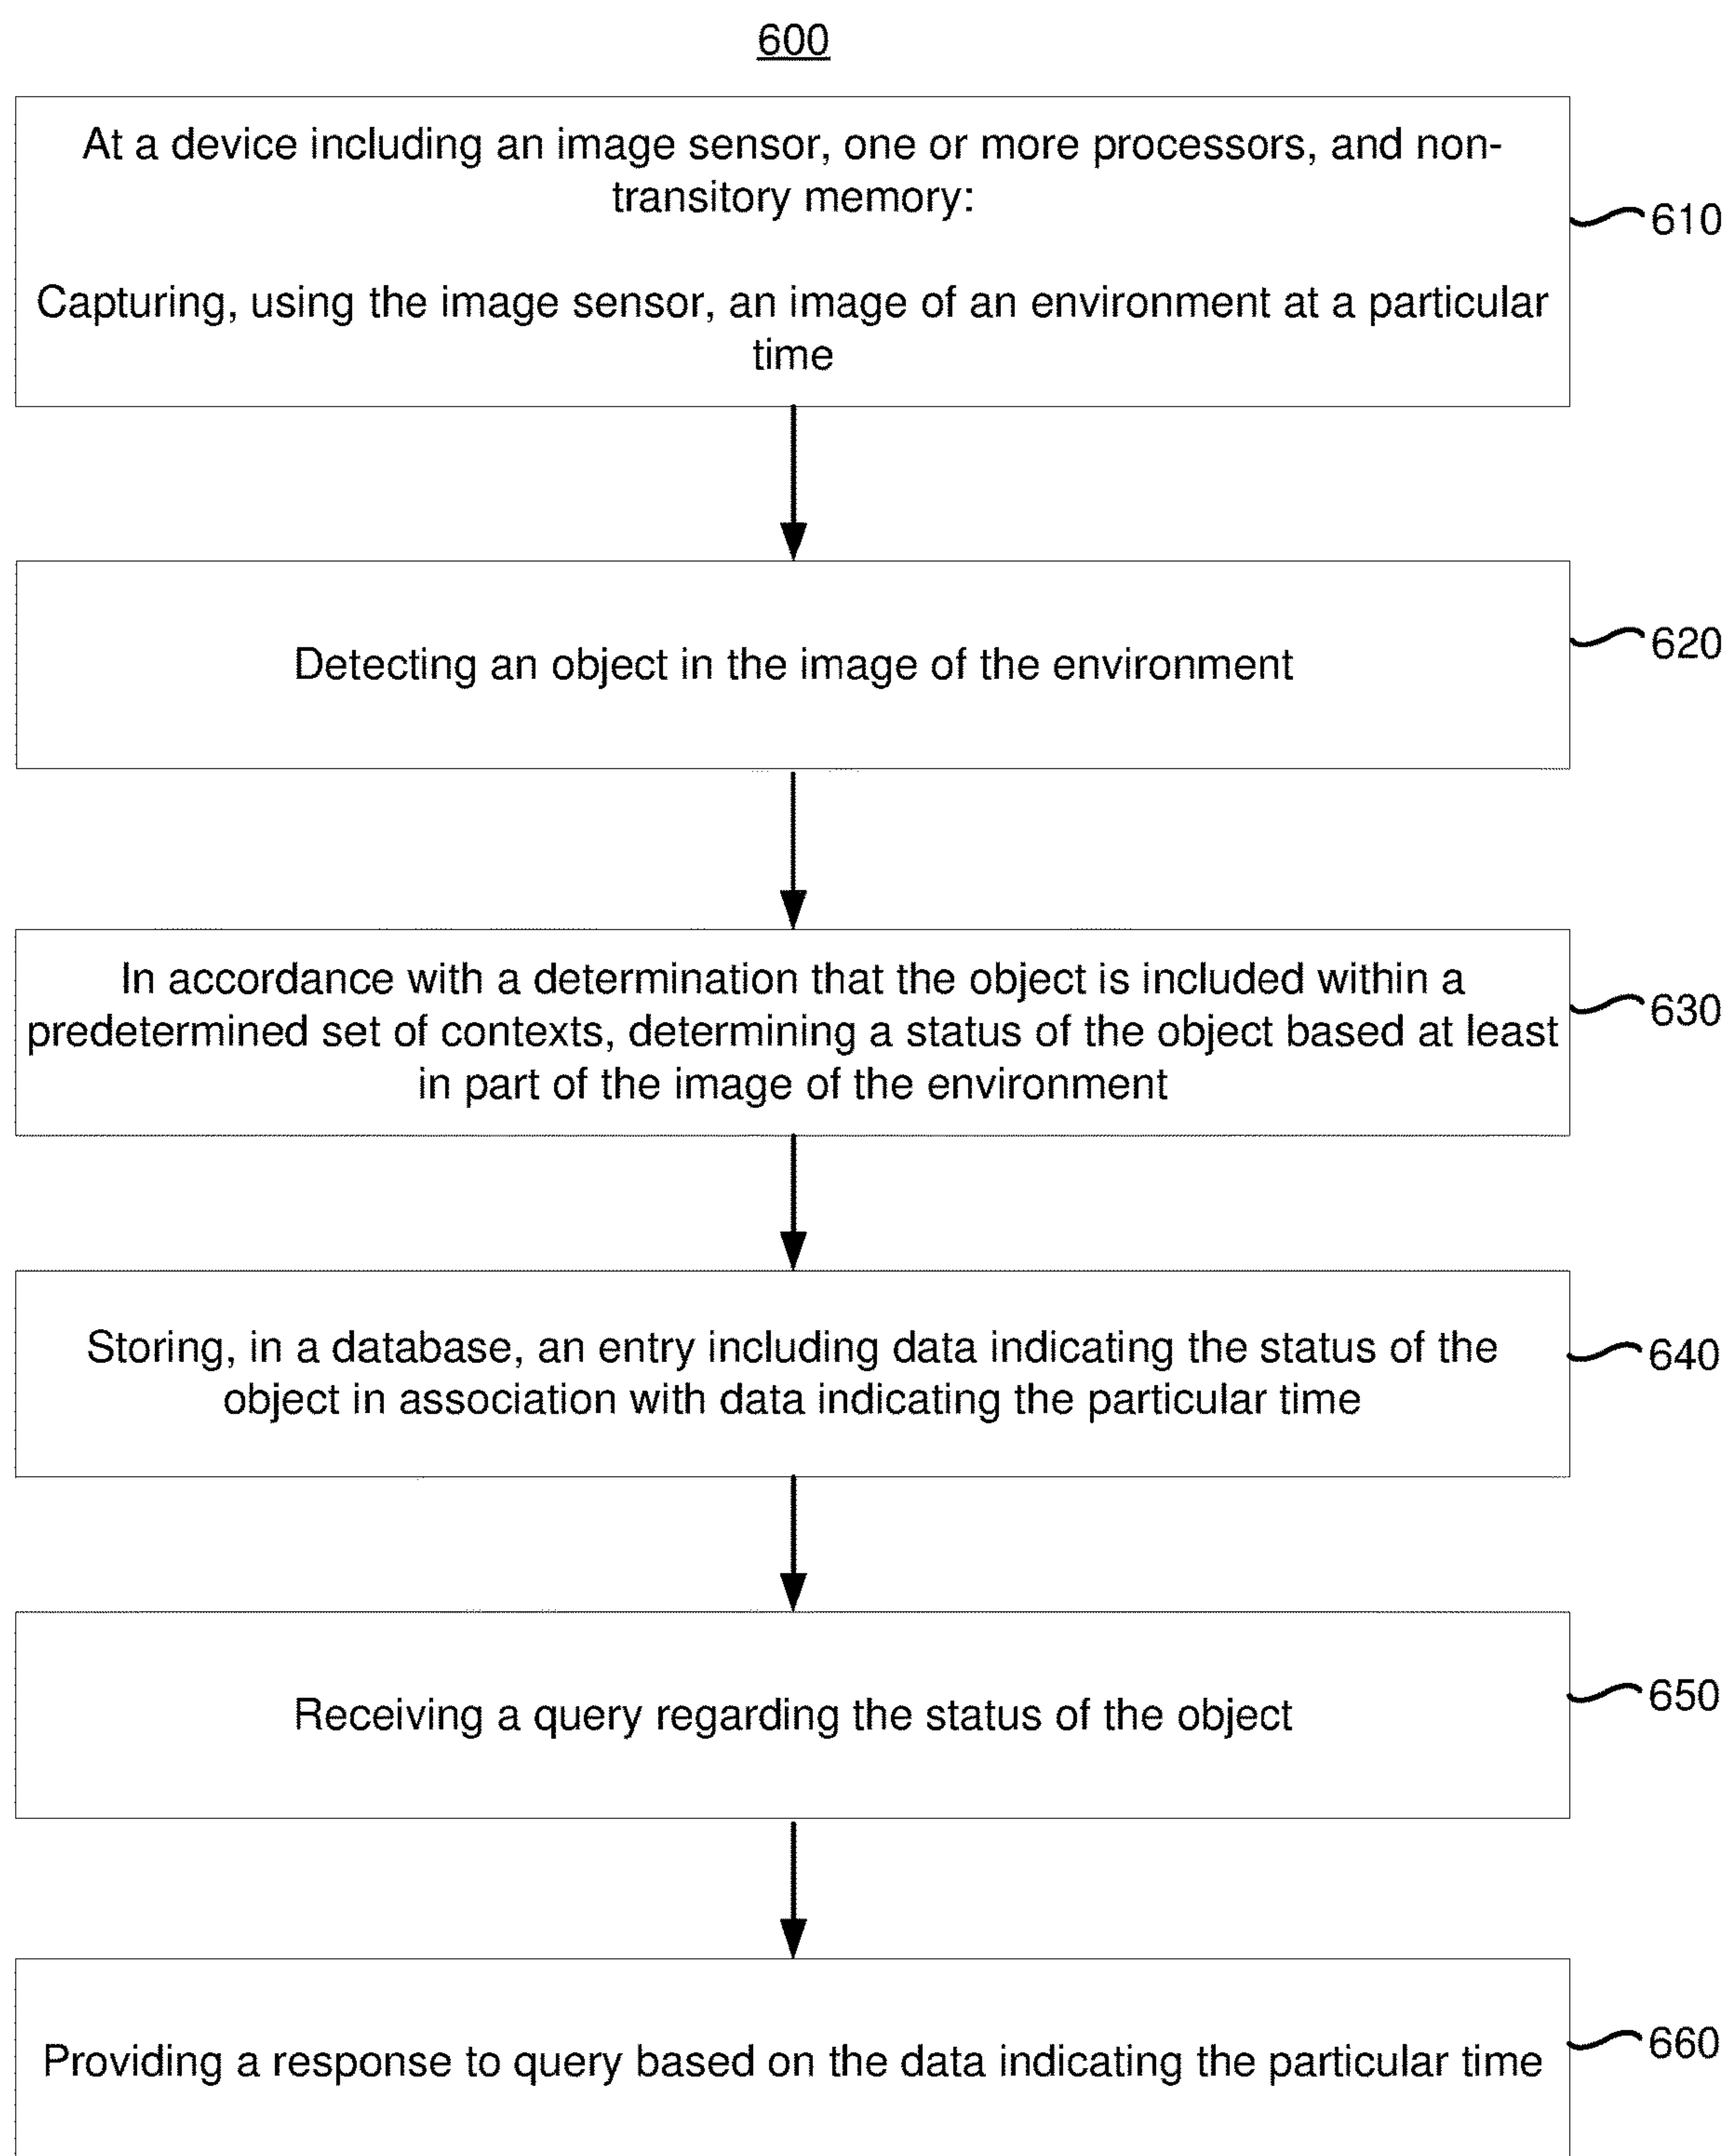 600
At a device including an image sensor, one or more processors, and non-
transitory memory:
Capturing, using the image sensor, an image of an environment at a particular
time
610
Detecting an object in the image of the environment
620
In accordance with a determination that the object is included within a
predetermined set of contexts, determining a status of the object based at least
in part of the image of the environment
630
Storing, in a database, an entry including data indicating the status of the
object in association with data indicating the particular time
640
Receiving a query regarding the status of the object
650
Providing a response to query based on the data indicating the particular time
660